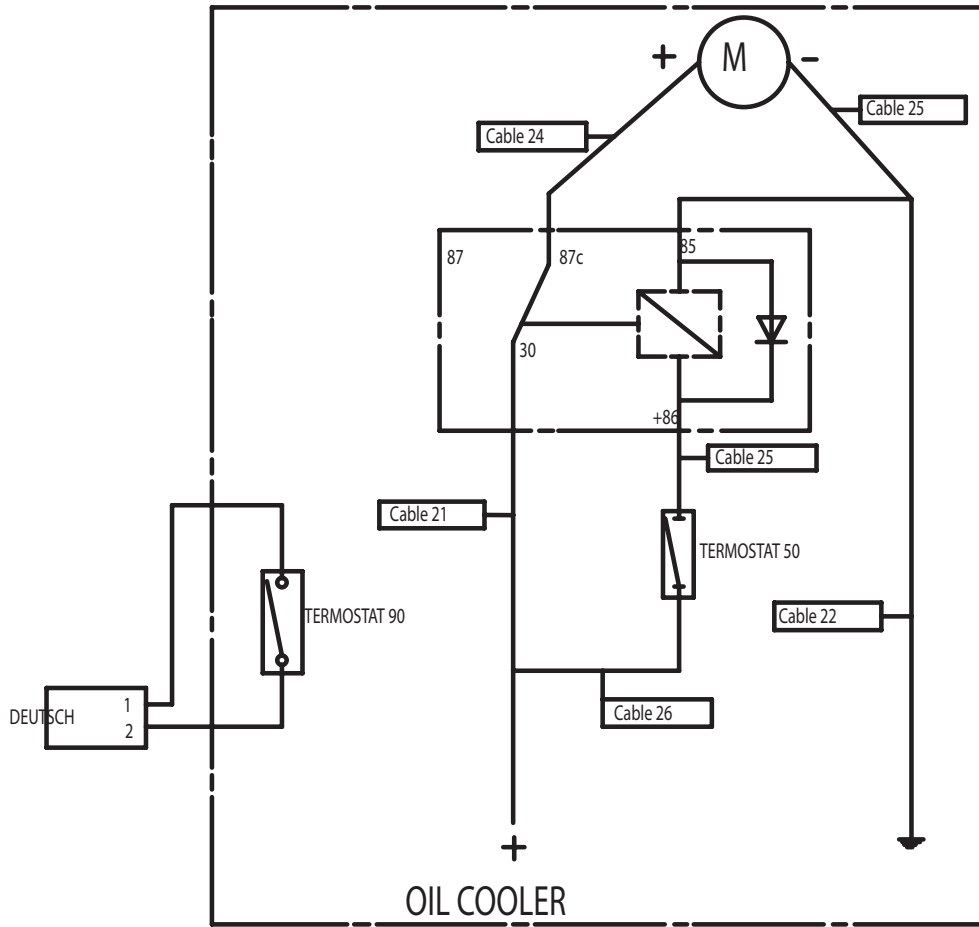 + M -
Cable 25
Cable 24
87
87c
85
30
+86
Cable 25
Cable 21
TERMOSTAT 50
TERMOSTAT 90
Cable 22
DEUTSCH
1
2
Cable 26
+
OIL COOLER